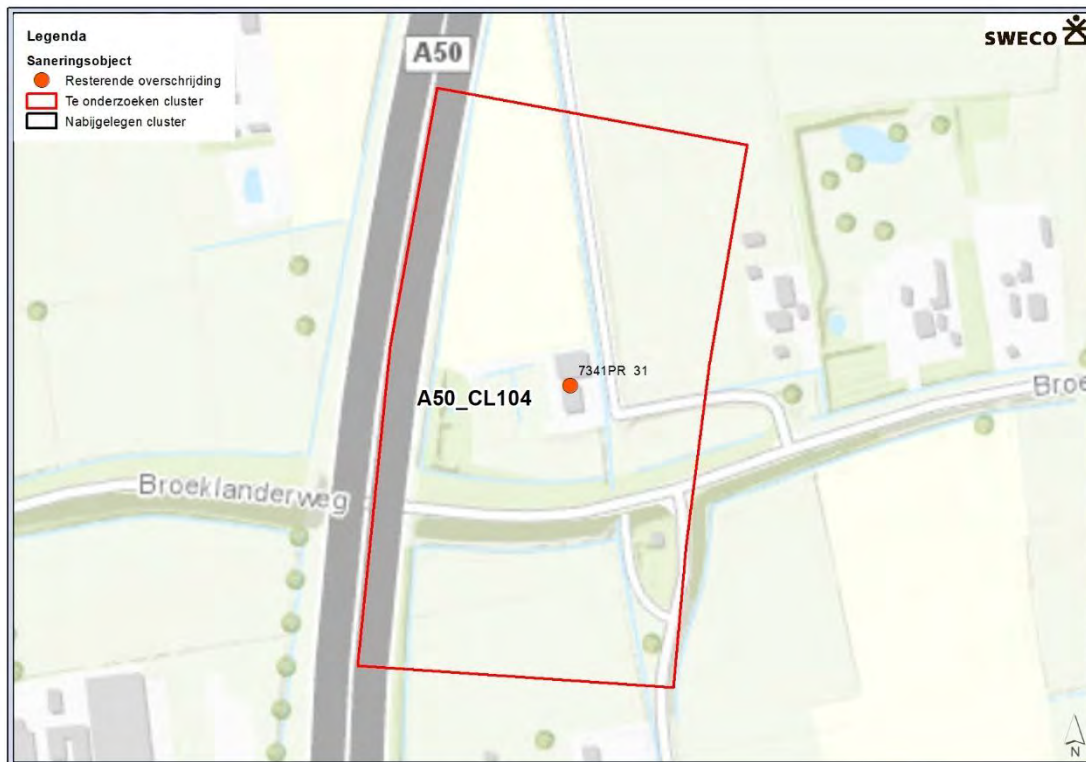 Legenda
Saneringsobject
Resterende overschrijding
Te onderzoeken cluster
Nabijgelegen cluster
A50
SWECO
7341PR 31
A50_CL104
Broe
Broeklanderweg
N